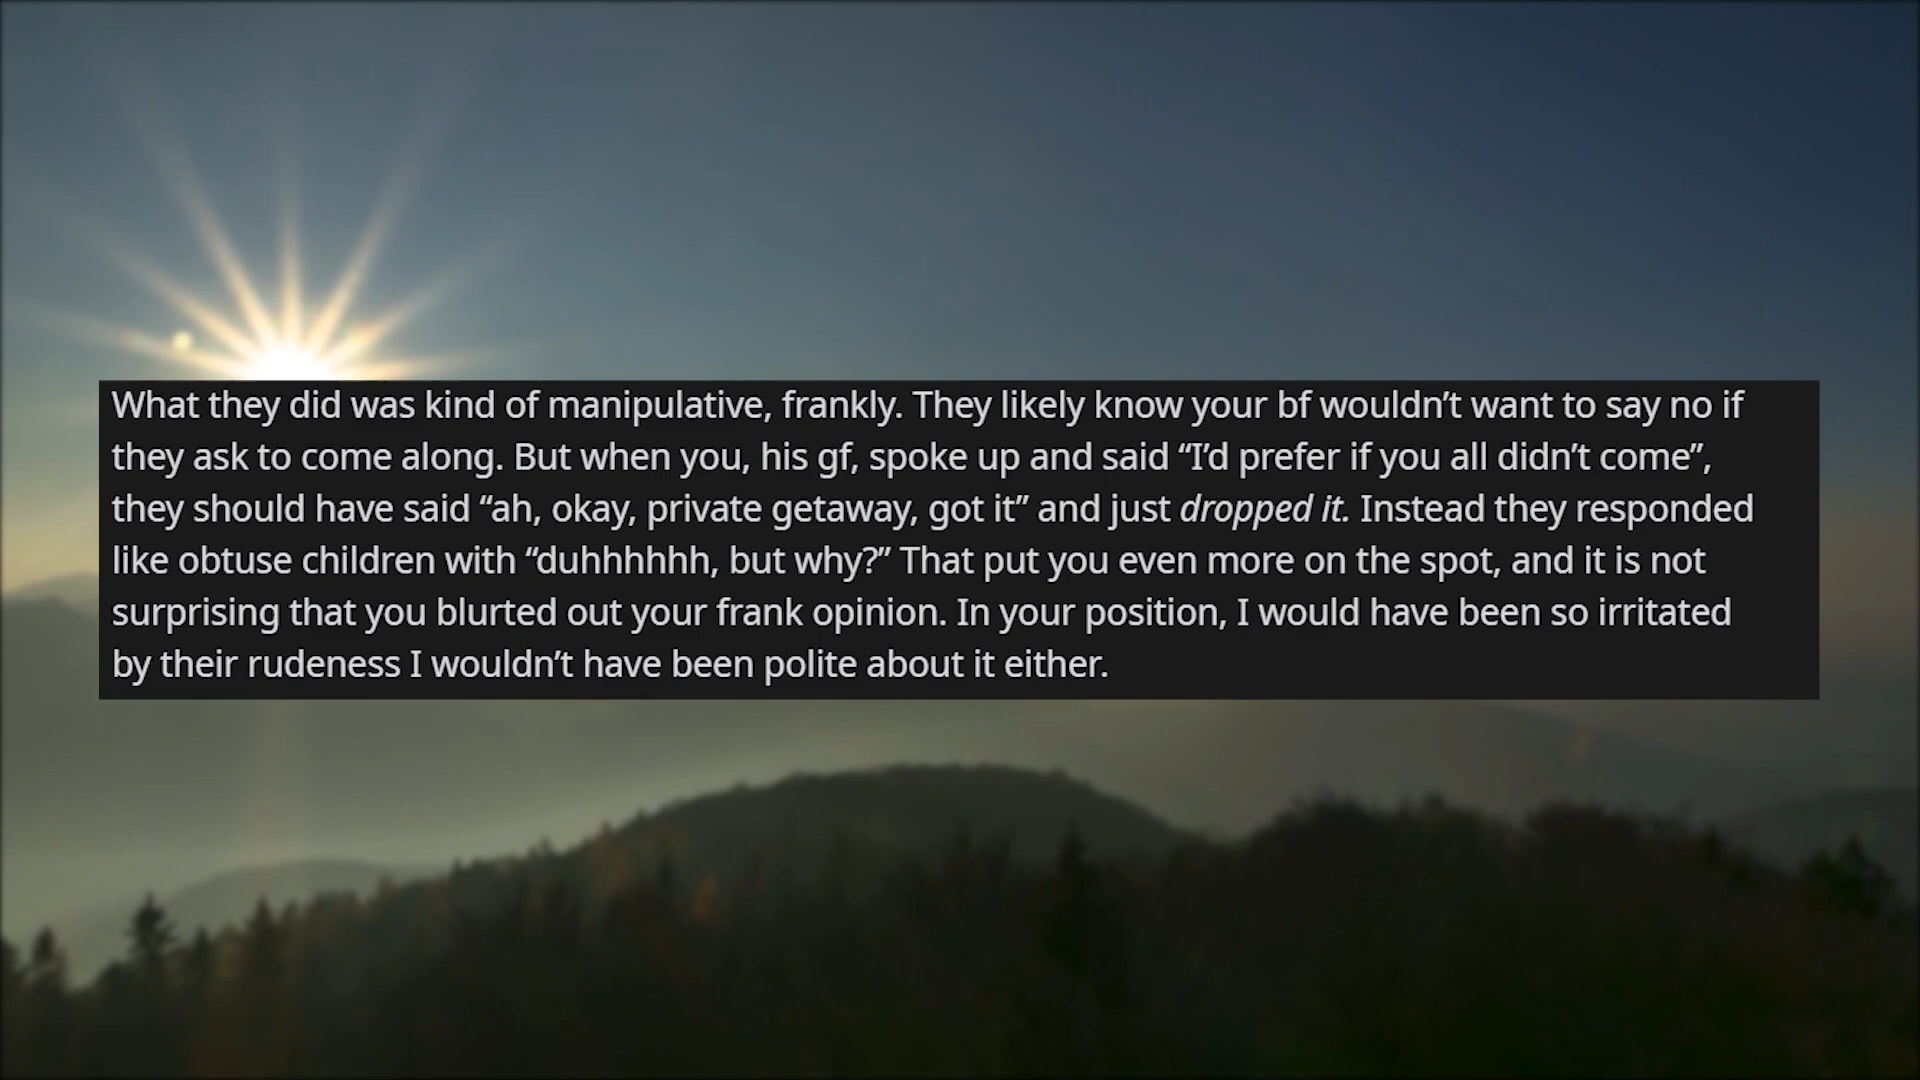 What they did was kind of manipulative, frankly. They likely know your bf wouldn’t want to say no if
they ask to come along. But when you, his gf, spoke up and said “I’d prefer if you all didn’t come”,
they should have said “ah, okay, private getaway, got it” and just dropped it. Instead they responded
like obtuse children with “duhhhhhh, but why?” That put you even more on the spot, and it is not
surprising that you blurted out your frank opinion. In your position, I would have been so irritated
by their rudeness I wouldn’t have been polite about it either.